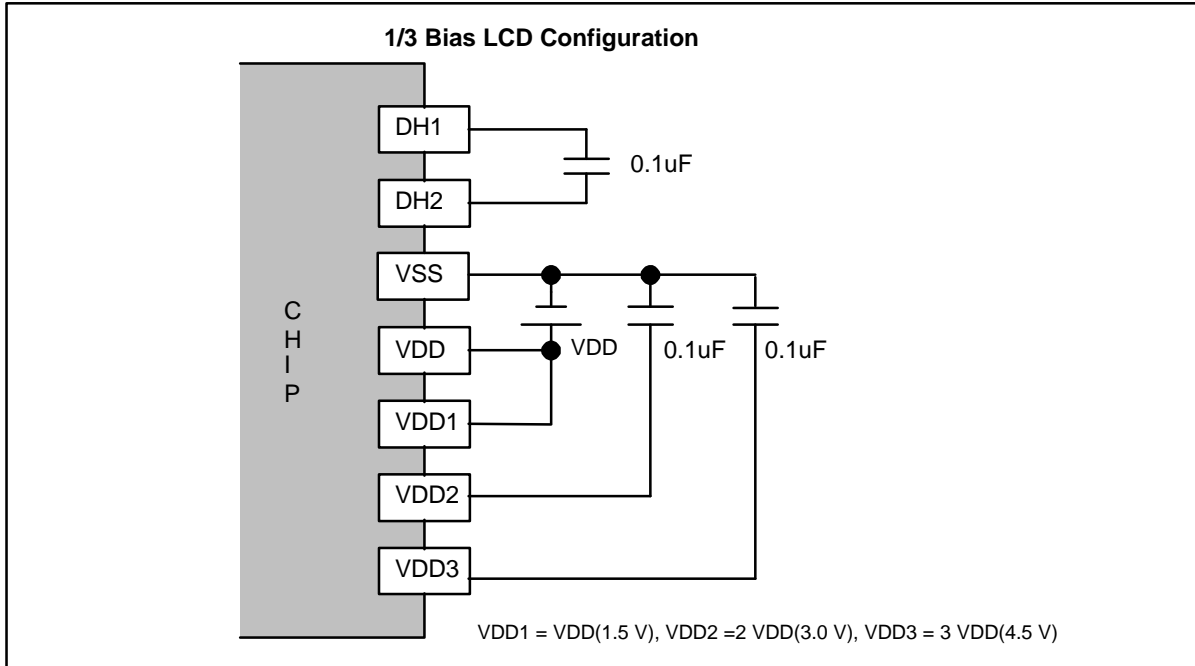 1/3 Bias LCD Configuration
DH1
0.1uF
DH2
VSS
C
H
I
P
VDD
VDD
0.1uF
0.1uF
VDD1
VDD2
VDD3
VDD1 = VDD(1.5 V), VDD2 =2 VDD(3.0 V), VDD3 = 3 VDD(4.5 V)